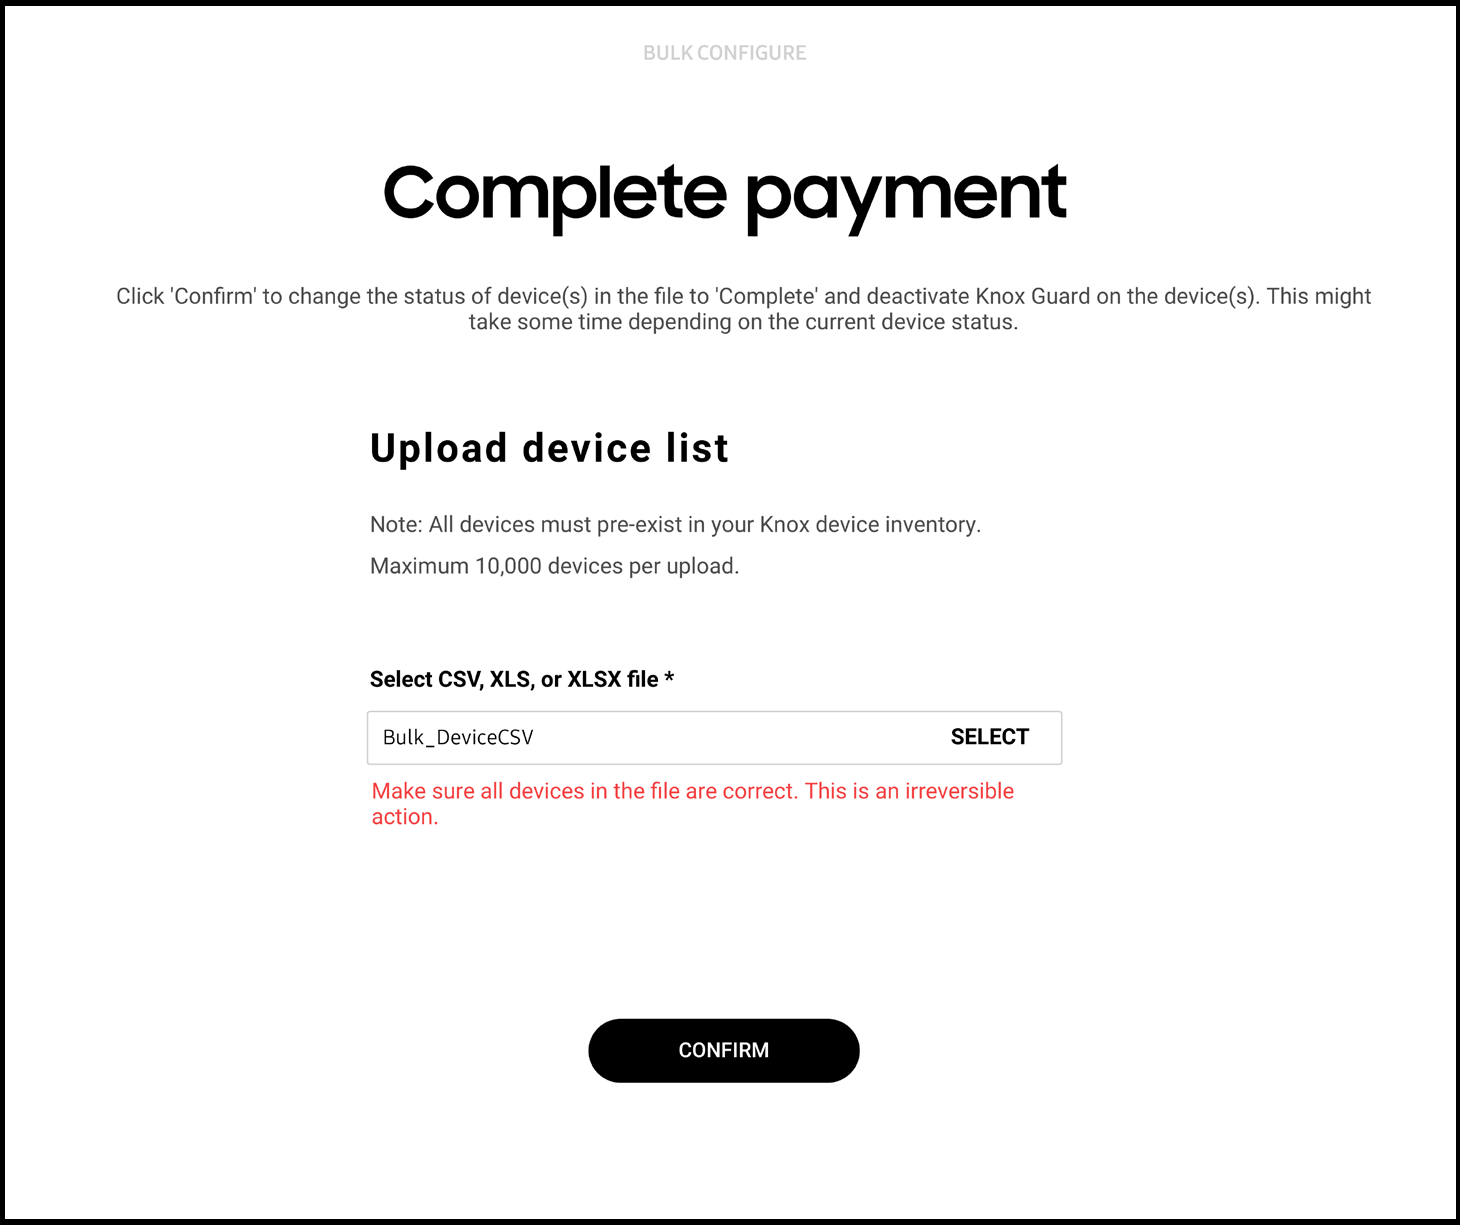 BULK CONFIGURE
Complete payment
Click 'Confirm' to change the status of device(s) in the file to 'Complete' and deactivate Knox Guard on the device(s). This might
take some time depending on the current device status.
Upload device list
Note: All devices must pre-exist in your Knox device inventory.
Maximum 10,000 devices per upload.
Select CSV, XLS, or XLSX file *
Bulk_DeviceCSV SELECT
Make sure all devices in the file are correct. This is an irreversible
action.
CONFIRM